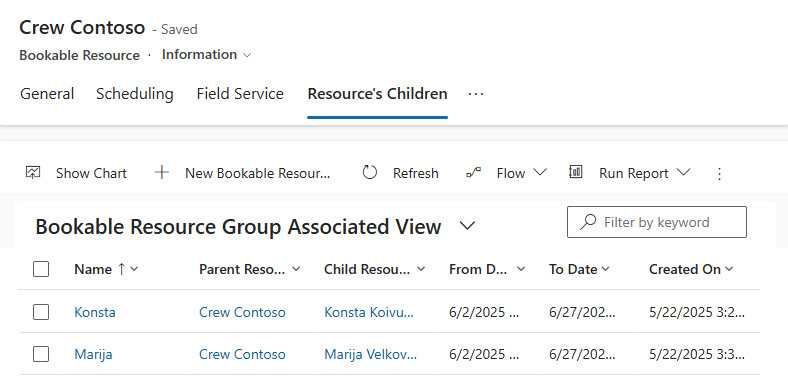 Crew Contoso - Saved
Bookable Resource · Information
General Scheduling Field Service Resource's Children ...
Show Chart New Bookable Resour... Refresh Flow Run Report
Bookable Resource Group Associated View Filter by keyword
Name Parent Reso... Child Resou... From D... To Date Created On
Konsta Crew Contoso Konsta Koivu... 6/2/2025 ... 6/27/202... 5/22/2025 3:2...
Marija Crew Contoso Marija Velkov... 6/2/2025 ... 6/27/202... 5/22/2025 3:3...